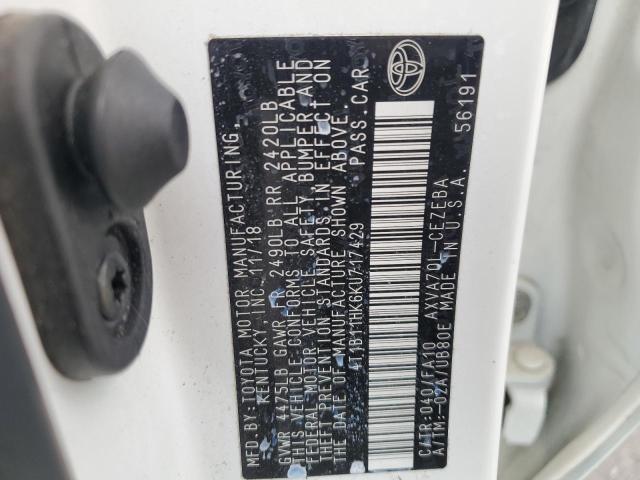 MFD BY: TOYOTA MOTOR MANUFACTURING,
KENTUCKY, INC. 11/18
GVWR 4475LB GAWR FR 2490LB RR 2420LB
THIS VEHICLE CONFORMS TO ALL APPLICABLE
FEDERAL MOTOR VEHICLE SAFETY, BUMPER AND
THEFT PREVENTION STANDARDS IN EFFECT ON
THE DATE OF MANUFACTURE SHOWN ABOVE.
4T1B11HK6KU717429 PASS. CAR
C/TR:040/FA10 AXVA70L-CEZEBA
A/TM: /UB80E MADE IN U.S.A.
56191